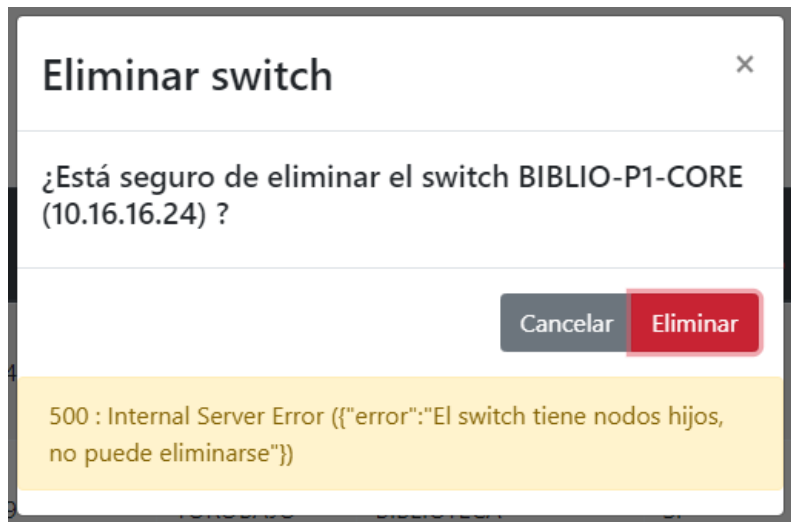 Eliminar switch
×
¿Está seguro de eliminar el switch BIBLIO-P1-CORE
(10.16.16.24) ?
Cancelar Eliminar
500 : Internal Server Error ({"error":"El switch tiene nodos hijos,
no puede eliminarse"})